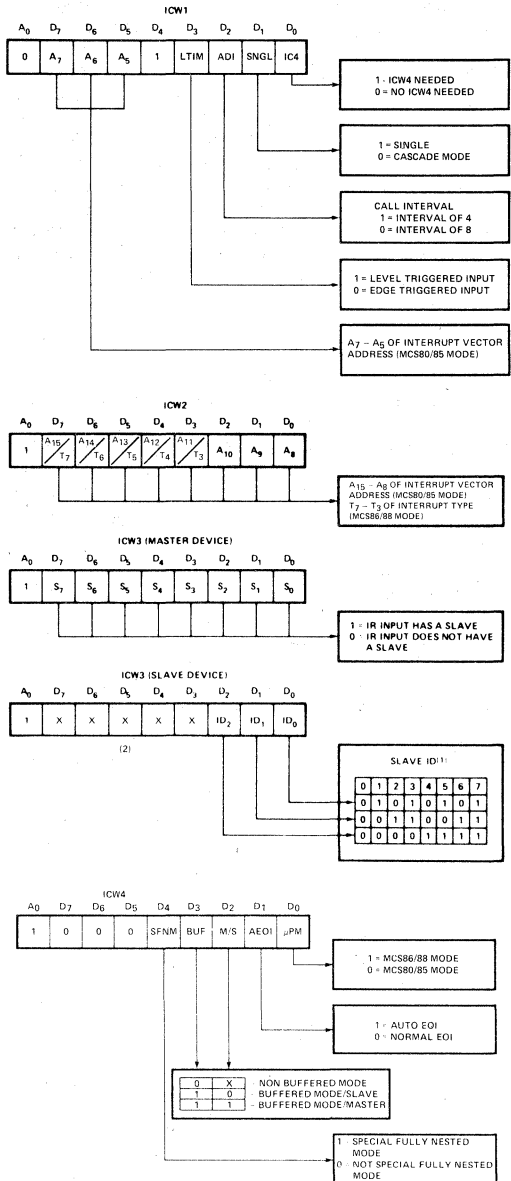 ICW1
A0 D7 D6 D5 D4 D3 D2 D1 D0
0 A7 A6 A5 1 LTIM ADI SNGL IC4
1 - ICW4 NEEDED
0 = NO ICW4 NEEDED
1 = SINGLE
0 = CASCADE MODE
CALL INTERVAL
1 = INTERVAL OF 4
0 = INTERVAL OF 8
1 = LEVEL TRIGGERED INPUT
0 = EDGE TRIGGERED INPUT
A7 – A5 OF INTERRUPT VECTOR
ADDRESS (MCS80/85 MODE)
ICW2
A0 D7 D6 D5 D4 D3 D2 D1 D0
1 A15/T7 A14/T6 A13/T5 A12/T4 A11/T3 A10 A9 A8
A15 – A8 OF INTERRUPT VECTOR
ADDRESS (MCS80/85 MODE)
T7 – T3 OF INTERRUPT TYPE
(MCS86/88 MODE)
ICW3 (MASTER DEVICE)
A0 D7 D6 D5 D4 D3 D2 D1 D0
1 S7 S6 S5 S4 S3 S2 S1 S0
1 = IR INPUT HAS A SLAVE
0 IR INPUT DOES NOT HAVE
A SLAVE
ICW3 (SLAVE DEVICE)
A0 D7 D6 D5 D4 D3 D2 D1 D0
1 X X X X X ID2 ID1 ID0
(2)
SLAVE ID(1)
0 1 2 3 4 5 6 7
0 1 0 1 0 1 0 1
0 0 1 1 0 0 1 1
0 0 0 0 1 1 1 1
ICW4
A0 D7 D6 D5 D4 D3 D2 D1 D0
1 0 0 0 SFNM BUF M/S AEOI µPM
1 = MCS86/88 MODE
0 = MCS80/85 MODE
1 = AUTO EOI
0 = NORMAL EOI
0 X - NON BUFFERED MODE
1 0 - BUFFERED MODE/SLAVE
1 1 - BUFFERED MODE/MASTER
1 - SPECIAL FULLY NESTED
MODE
0 - NOT SPECIAL FULLY NESTED
MODE